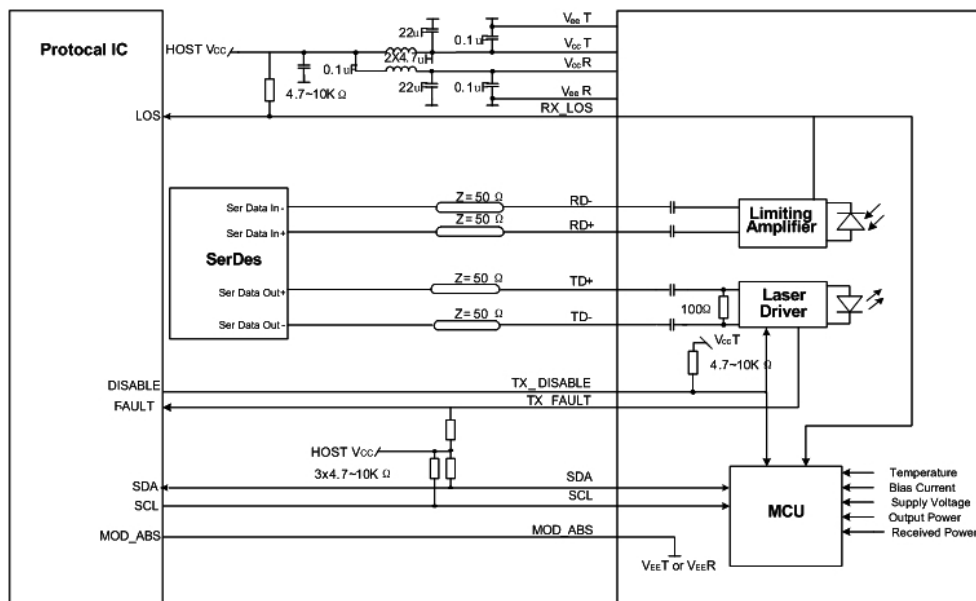 Protocal IC
HOST Vcc
22uF
0.1uF
VeeT
VccT
2X4.7uH
0.1uF
VccR
22uF
0.1uF
VeeR
4.7~10K Ω
LOS
RX_LOS
Z=50 Ω
RD-
Ser Data In-
Z=50 Ω
RD+
Ser Data In+
Limiting
Amplifier
SerDes
Z=50 Ω
TD+
Ser Data Out+
100Ω
Laser
Driver
Z=50 Ω
TD-
Ser Data Out-
VccT
4.7~10K Ω
DISABLE
TX_DISABLE
FAULT
TX_FAULT
HOST Vcc
3x4.7~10K Ω
SDA
SDA
SCL
SCL
MCU
Temperature
Bias Current
Supply Voltage
Output Power
Received Power
MOD_ABS
MOD_ABS
VEET or VEER